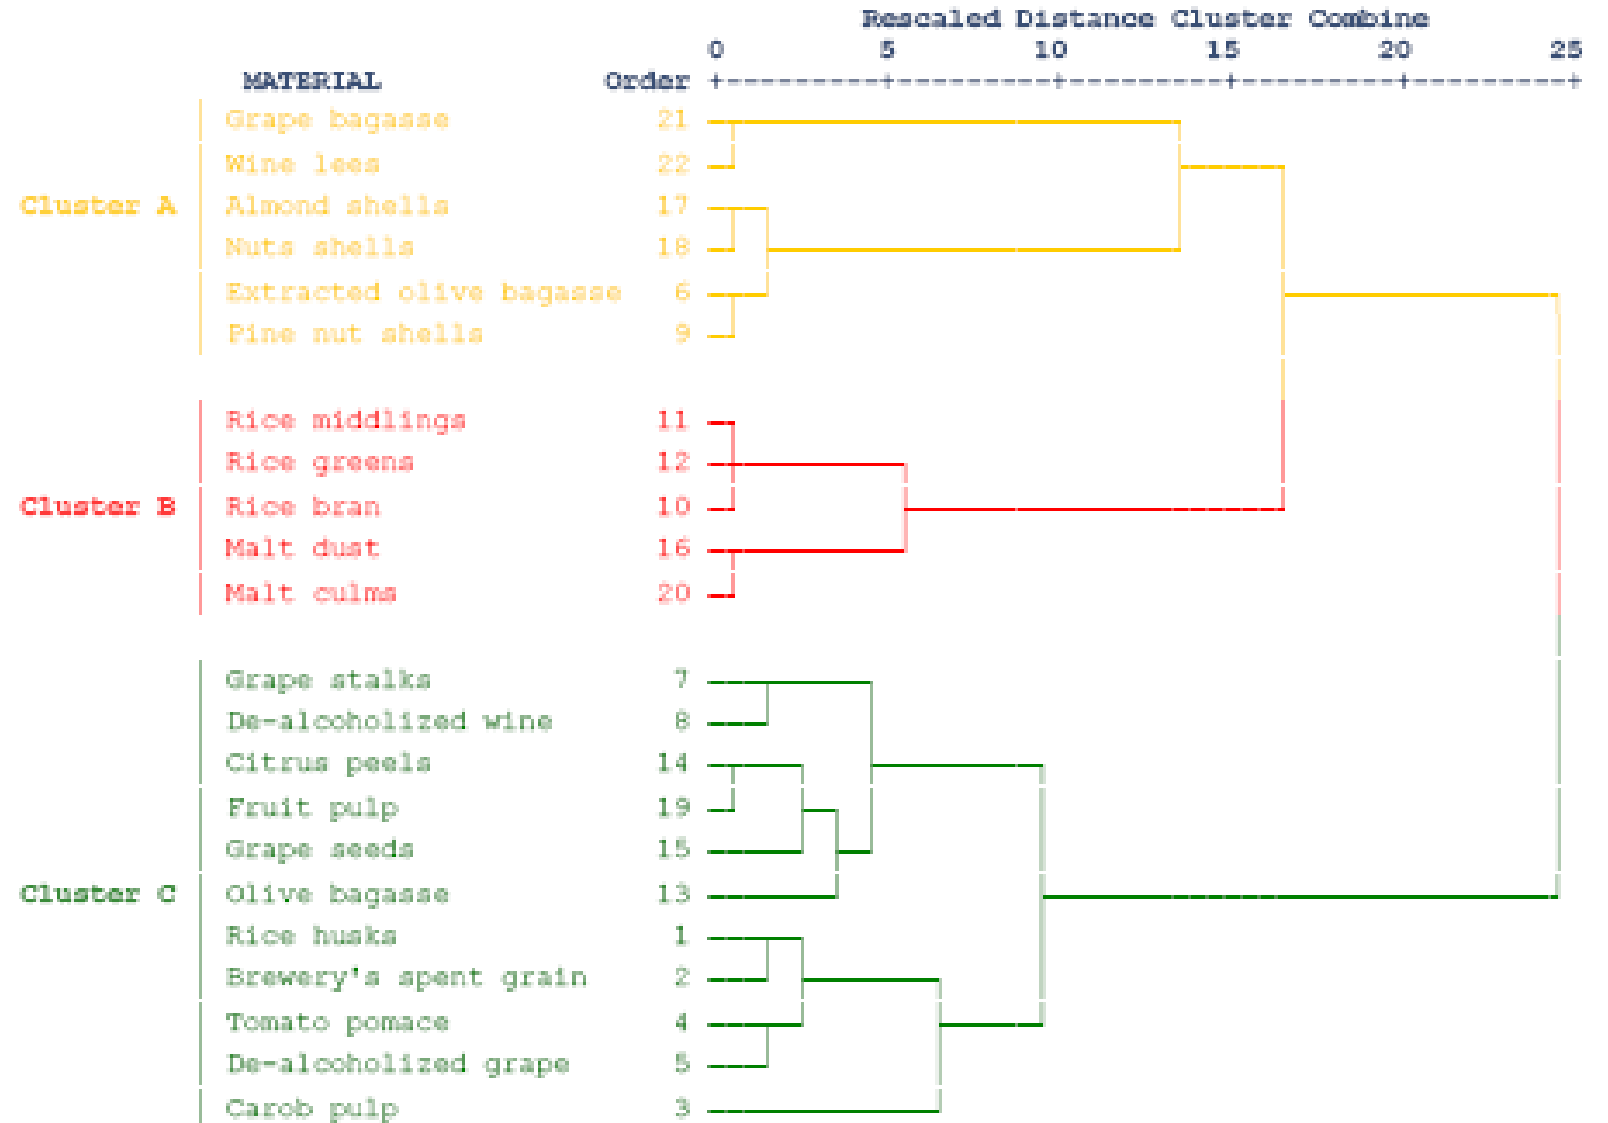 Rescaled Distance Cluster Combine
0 5 10 15 20 25
MATERIAL Order +---------+---------+---------+---------+---------+
Grape bagasse 21
Wine lees 22
Cluster A Almond shells 17
Nuts shells 18
Extracted olive bagasse 6
Pine nut shells 9
Rice middlings 11
Rice greens 12
Cluster B Rice bran 10
Malt dust 16
Malt culms 20
Grape stalks 7
De-alcoholized wine 8
Citrus peels 14
Fruit pulp 19
Grape seeds 15
Cluster C Olive bagasse 13
Rice husks 1
Brewery's spent grain 2
Tomato pomace 4
De-alcoholized grape 5
Carob pulp 3